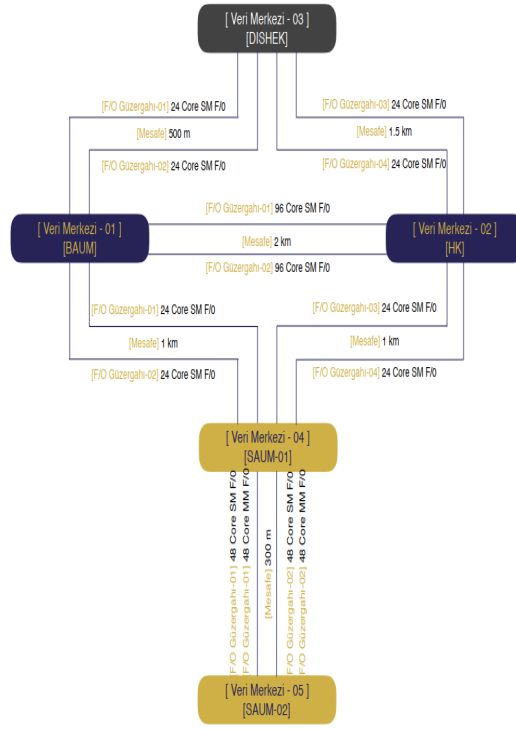 [ Veri Merkezi - 03 ]
[DISHEK]
[F/O Güzergahı-01] 24 Core SM F/0
[F/O Güzergahı-03] 24 Core SM F/0
[Mesafe] 500 m
[Mesafe] 1.5 km
[F/O Güzergahı-02] 24 Core SM F/0
[F/O Güzergahı-04] 24 Core SM F/0
[F/O Güzergahı-01] 96 Core SM F/0
[ Veri Merkezi - 01 ]
[BAUM]
[Mesafe] 2 km
[ Veri Merkezi - 02 ]
[HK]
[F/O Güzergahı-02] 96 Core SM F/0
[F/O Güzergahı-01] 24 Core SM F/0
[F/O Güzergahı-03] 24 Core SM F/0
[Mesafe] 1 km
[Mesafe] 1 km
[F/O Güzergahı-02] 24 Core SM F/0
[F/O Güzergahı-04] 24 Core SM F/0
[ Veri Merkezi - 04 ]
[SAUM-01]
[F/O Güzergahı-01] 48 Core SM F/0
[F/O Güzergahı-01] 48 Core MM F/0
[Mesafe] 300 m
[F/O Güzergahı-02] 48 Core SM F/0
[F/O Güzergahı-02] 48 Core MM F/0
[ Veri Merkezi - 05 ]
[SAUM-02]